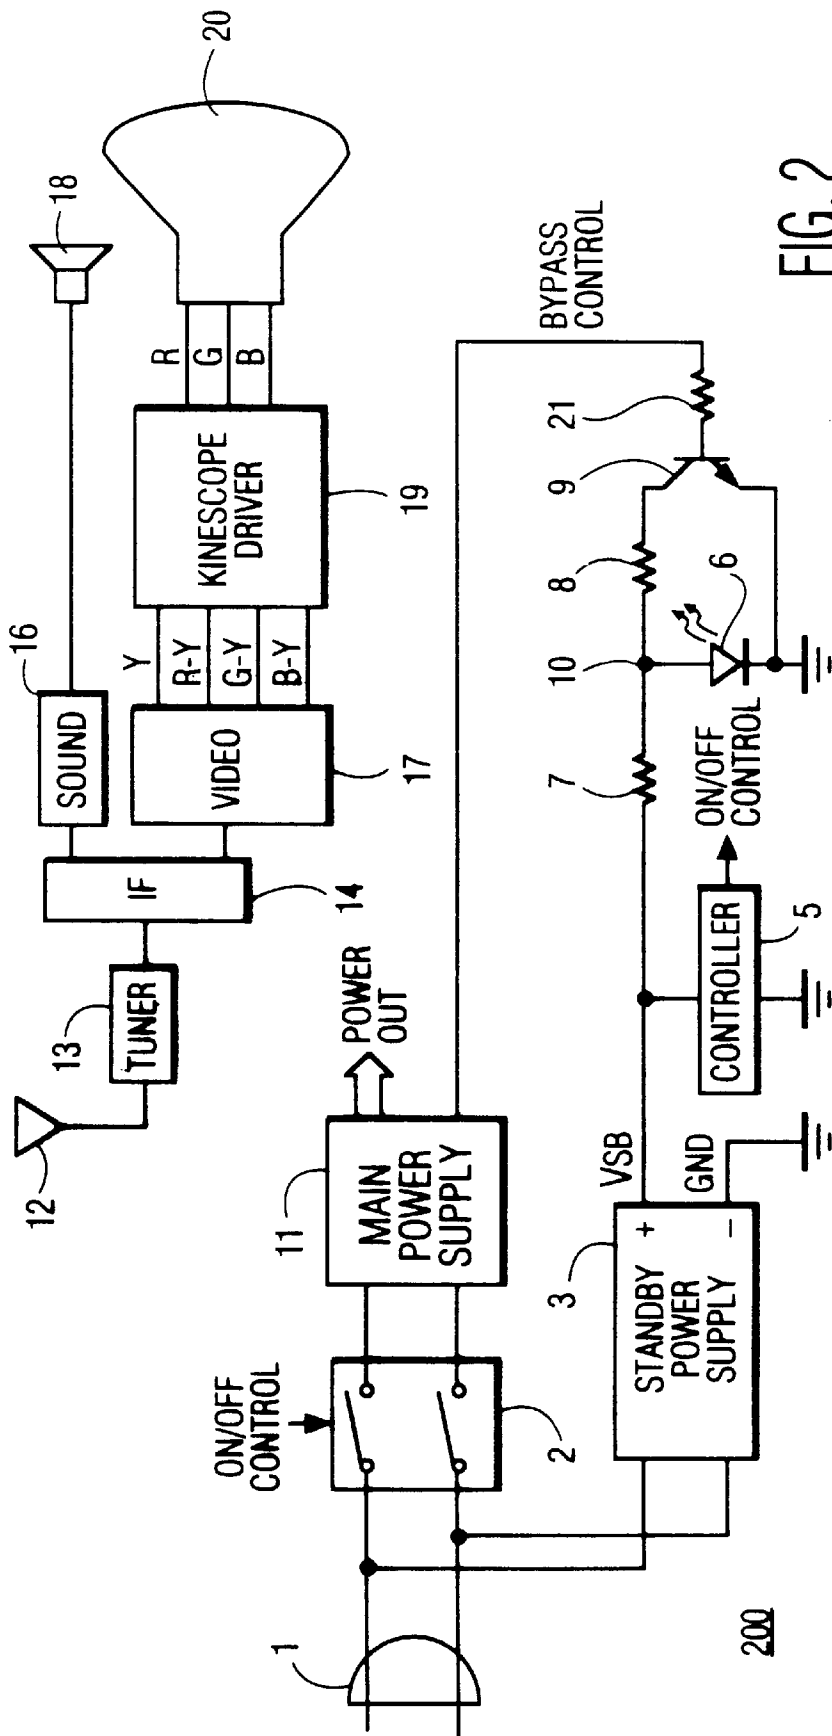 20
18
R
G
B
KINESCOPE
DRIVER
19
16
SOUND
Y
R-Y
G-Y
B-Y
VIDEO
17
IF
14
13
TUNER
12
POWER
OUT
11
MAIN
POWER
SUPPLY
ON/OFF
CONTROL
2
1
BYPASS
CONTROL
21
9
8
6
10
7
ON/OFF
CONTROL
CONTROLLER
5
VSB
GND
3
+
−
STANDBY
POWER
SUPPLY
200
FIG. 2